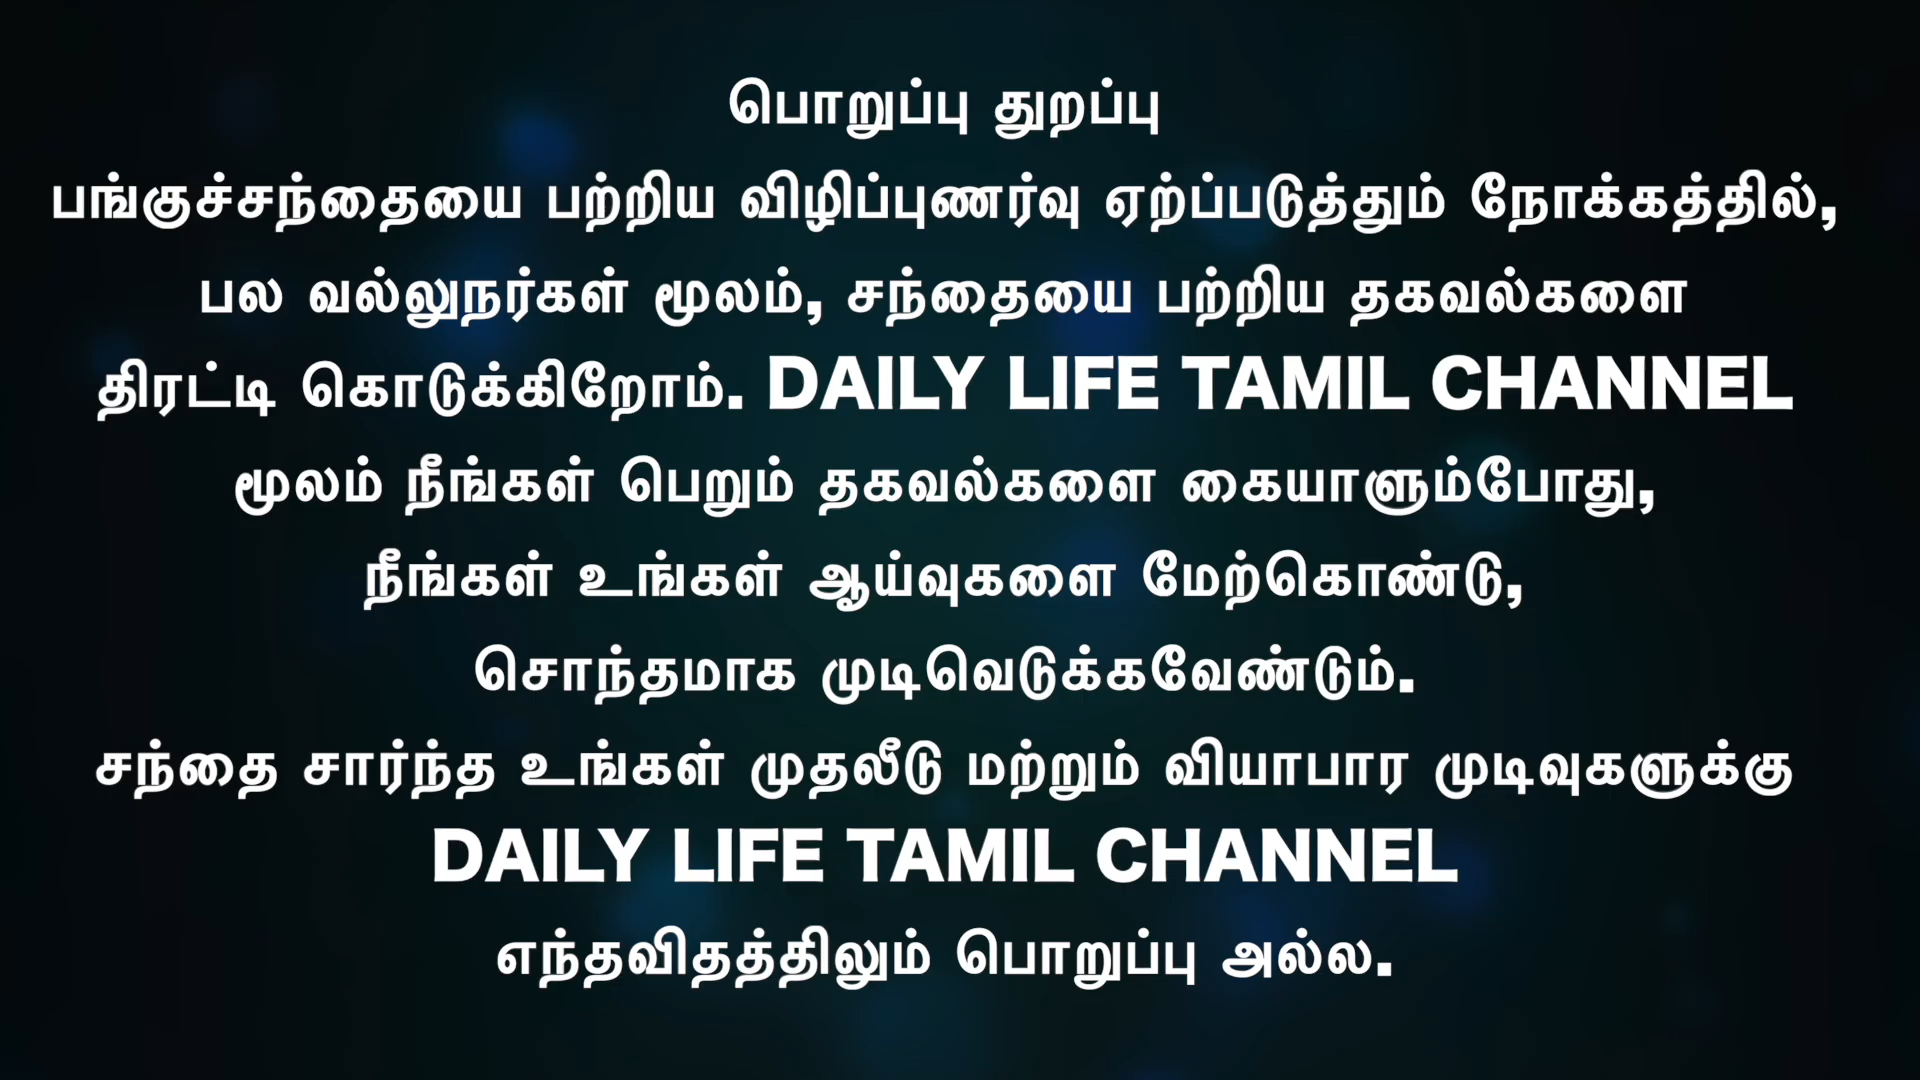 பொறுப்பு துறப்பு
பங்குச்சந்தையை பற்றிய விழிப்புணர்வு ஏற்ப்படுத்தும் நோக்கத்தில்,
பல வல்லுநர்கள் மூலம், சந்தையை பற்றிய தகவல்களை
திரட்டி கொடுக்கிறோம். DAILY LIFE TAMIL CHANNEL
மூலம் நீங்கள் பெறும் தகவல்களை கையாளும்போது,
நீங்கள் உங்கள் ஆய்வுகளை மேற்கொண்டு,
சொந்தமாக முடிவெடுக்கவேண்டும்.
சந்தை சார்ந்த உங்கள் முதலீடு மற்றும் வியாபார முடிவுகளுக்கு
DAILY LIFE TAMIL CHANNEL
எந்தவிதத்திலும் பொறுப்பு அல்ல.